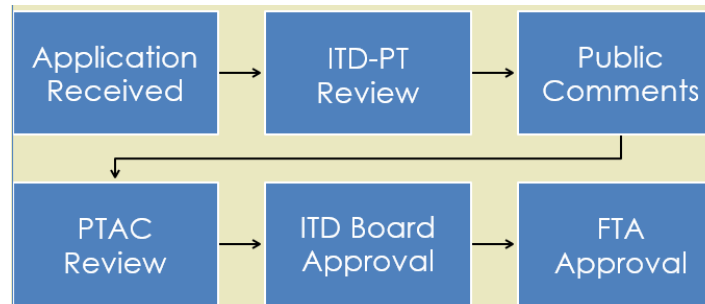 Application
Received
ITD-PT
Review
Public
Comments
PTAC
Review
ITD Board
Approval
FTA
Approval